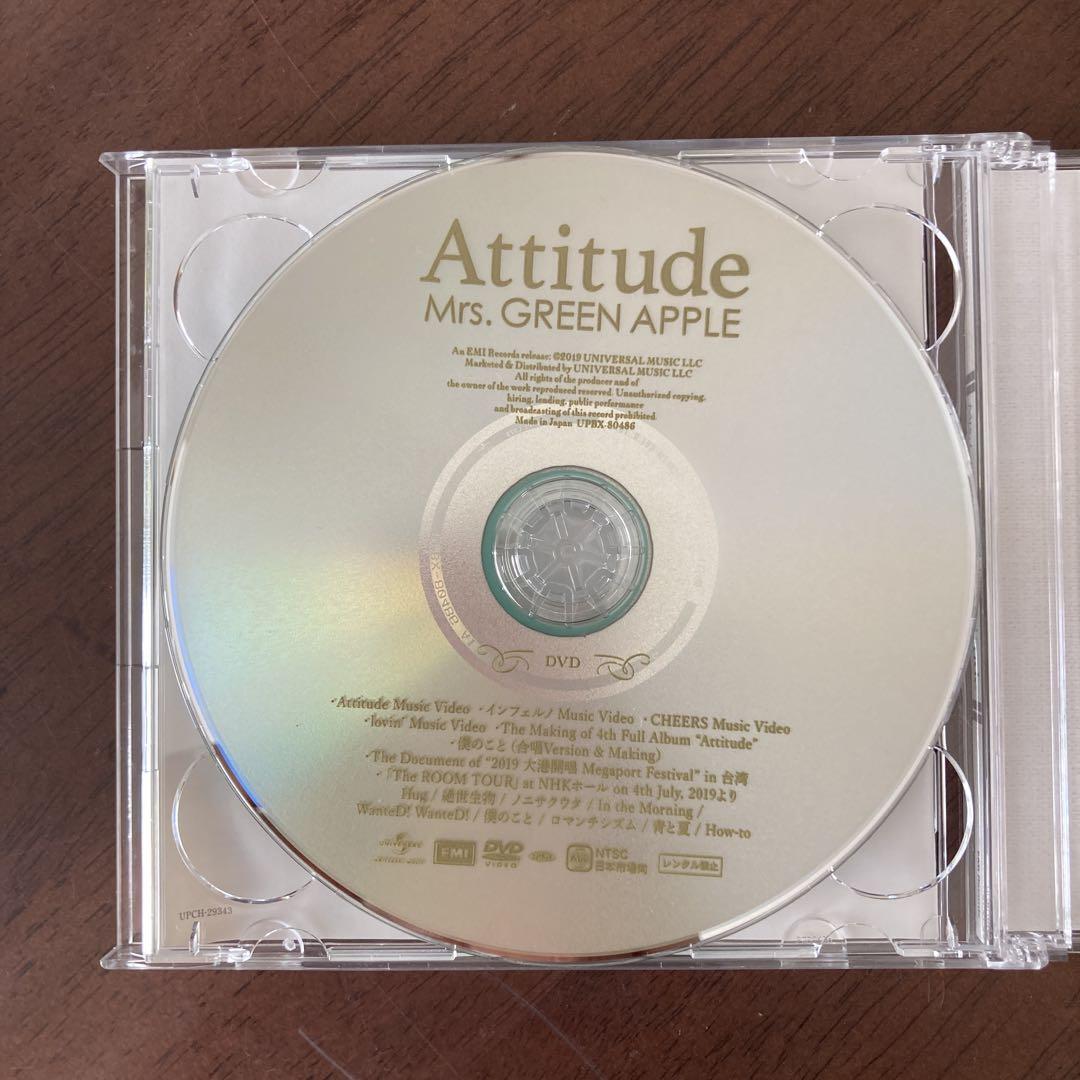 Attitude
Mrs. GREEN APPLE
An EMI Records release: ©2019 UNIVERSAL MUSIC LLC
Marketed & Distributed by UNIVERSAL MUSIC LLC
All rights of the producer and of
the owner of the work reproduced reserved. Unauthorized copying,
hiring, lending, public performance
and broadcasting of this record prohibited.
Made in Japan UPBX-80486
DVD
・Attitude Music Video ・インフェルノ Music Video ・CHEERS Music Video
・lovin' Music Video ・The Making of 4th Full Album "Attitude"
・僕のこと (合唱Version & Making)
・The Document of "2019 大港開唱 Megaport Festival" in 台湾
・「The ROOM TOUR」 at NHKホール on 4th July, 2019より
Hug / 絶世生物 / ノニサクウタ / In the Morning /
WanteD! WanteD! / 僕のこと / ロマンチシズム / 青と夏 / How-to
UNIVERSAL
EMI
DVD
VIDEO
NTSC
日本市場向
レンタル禁止
UPCH-29343